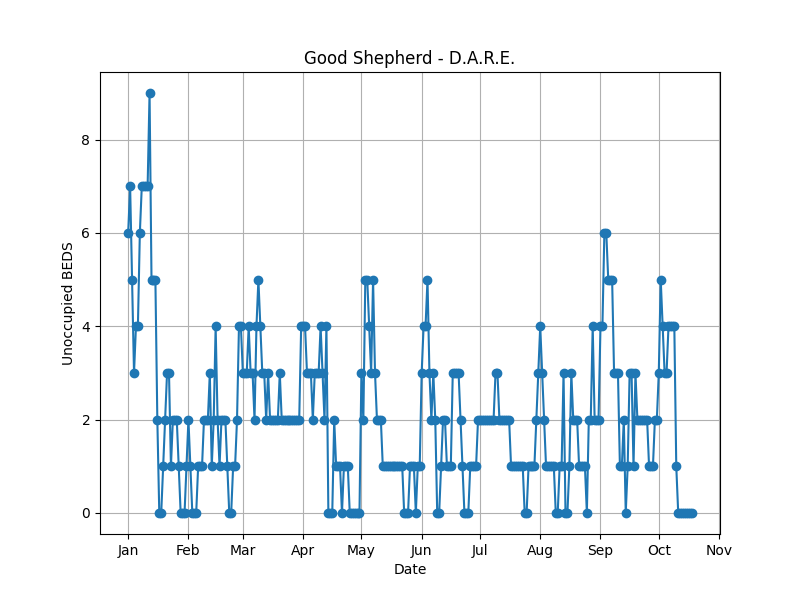 Good Shepherd - D.A.R.E.
Unoccupied BEDS
8
6
4
2
0
Jan Feb Mar Apr May Jun Jul Aug Sep Oct Nov
Date